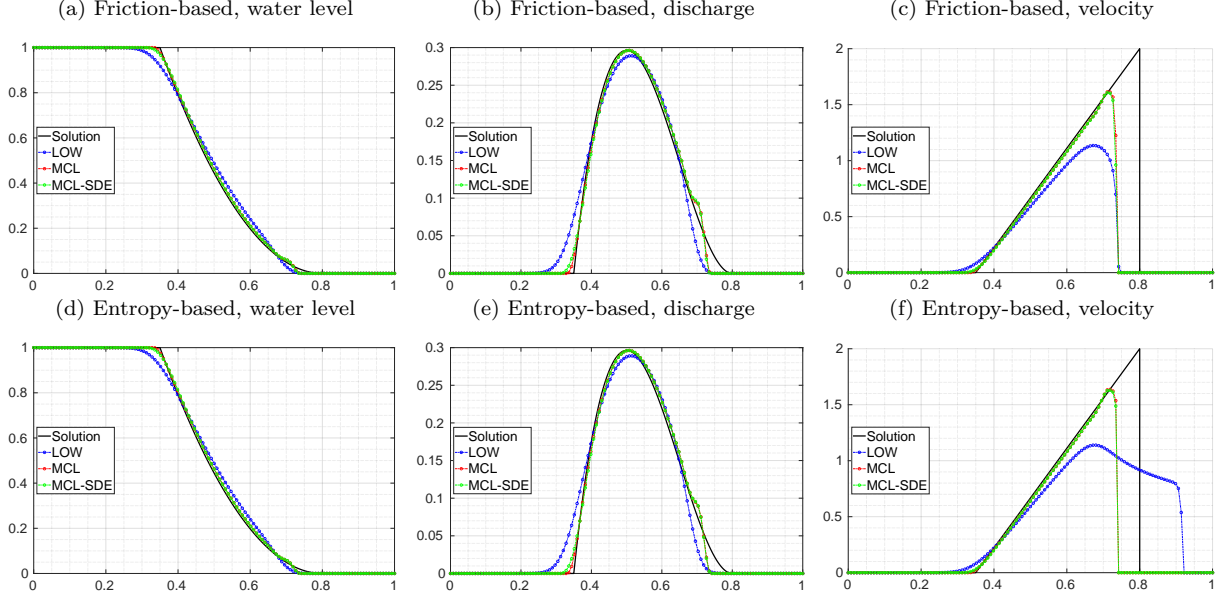 (a) Friction-based, water level
(b) Friction-based, discharge
(c) Friction-based, velocity
1
0.8
0.6
0.4
0.2
0
0 0.2 0.4 0.6 0.8 1
Solution
LOW
MCL
MCL-SDE
0.3
0.25
0.2
0.15
0.1
0.05
0
0 0.2 0.4 0.6 0.8 1
Solution
LOW
MCL
MCL-SDE
2
1.5
1
0.5
0
0 0.2 0.4 0.6 0.8 1
Solution
LOW
MCL
MCL-SDE
(d) Entropy-based, water level
(e) Entropy-based, discharge
(f) Entropy-based, velocity
1
0.8
0.6
0.4
0.2
0
0 0.2 0.4 0.6 0.8 1
Solution
LOW
MCL
MCL-SDE
0.3
0.25
0.2
0.15
0.1
0.05
0
0 0.2 0.4 0.6 0.8 1
Solution
LOW
MCL
MCL-SDE
2
1.5
1
0.5
0
0 0.2 0.4 0.6 0.8 1
Solution
LOW
MCL
MCL-SDE